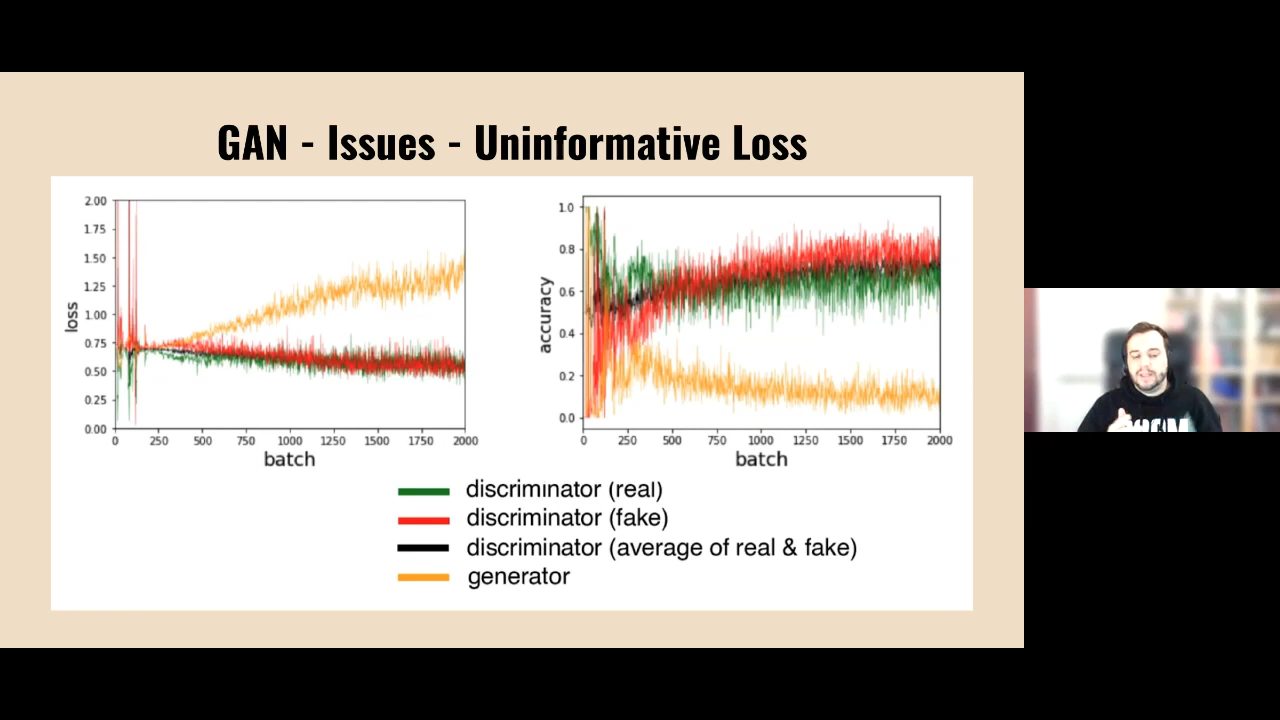 GAN - Issues - Uninformative Loss
2.00
1.75
1.50
1.25
1.00
0.75
0.50
0.25
0.00
loss
0 250 500 750 1000 1250 1500 1750 2000
batch
1.0
0.8
0.6
0.4
0.2
0.0
accuracy
0 250 500 750 1000 1250 1500 1750 2000
batch
discriminator (real)
discriminator (fake)
discriminator (average of real & fake)
generator